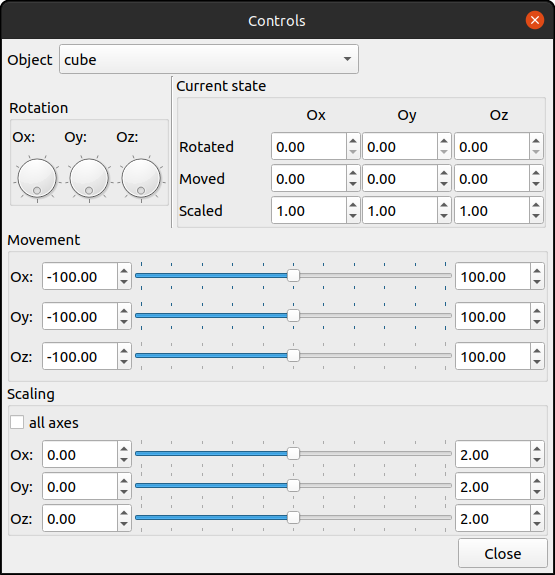 Controls
Object cube
Current state
Rotation
Ox: Oy: Oz:
Ox Oy Oz
Rotated 0.00 0.00 0.00
Moved 0.00 0.00 0.00
Scaled 1.00 1.00 1.00
Movement
Ox: -100.00 100.00
Oy: -100.00 100.00
Oz: -100.00 100.00
Scaling
all axes
Ox: 0.00 2.00
Oy: 0.00 2.00
Oz: 0.00 2.00
Close